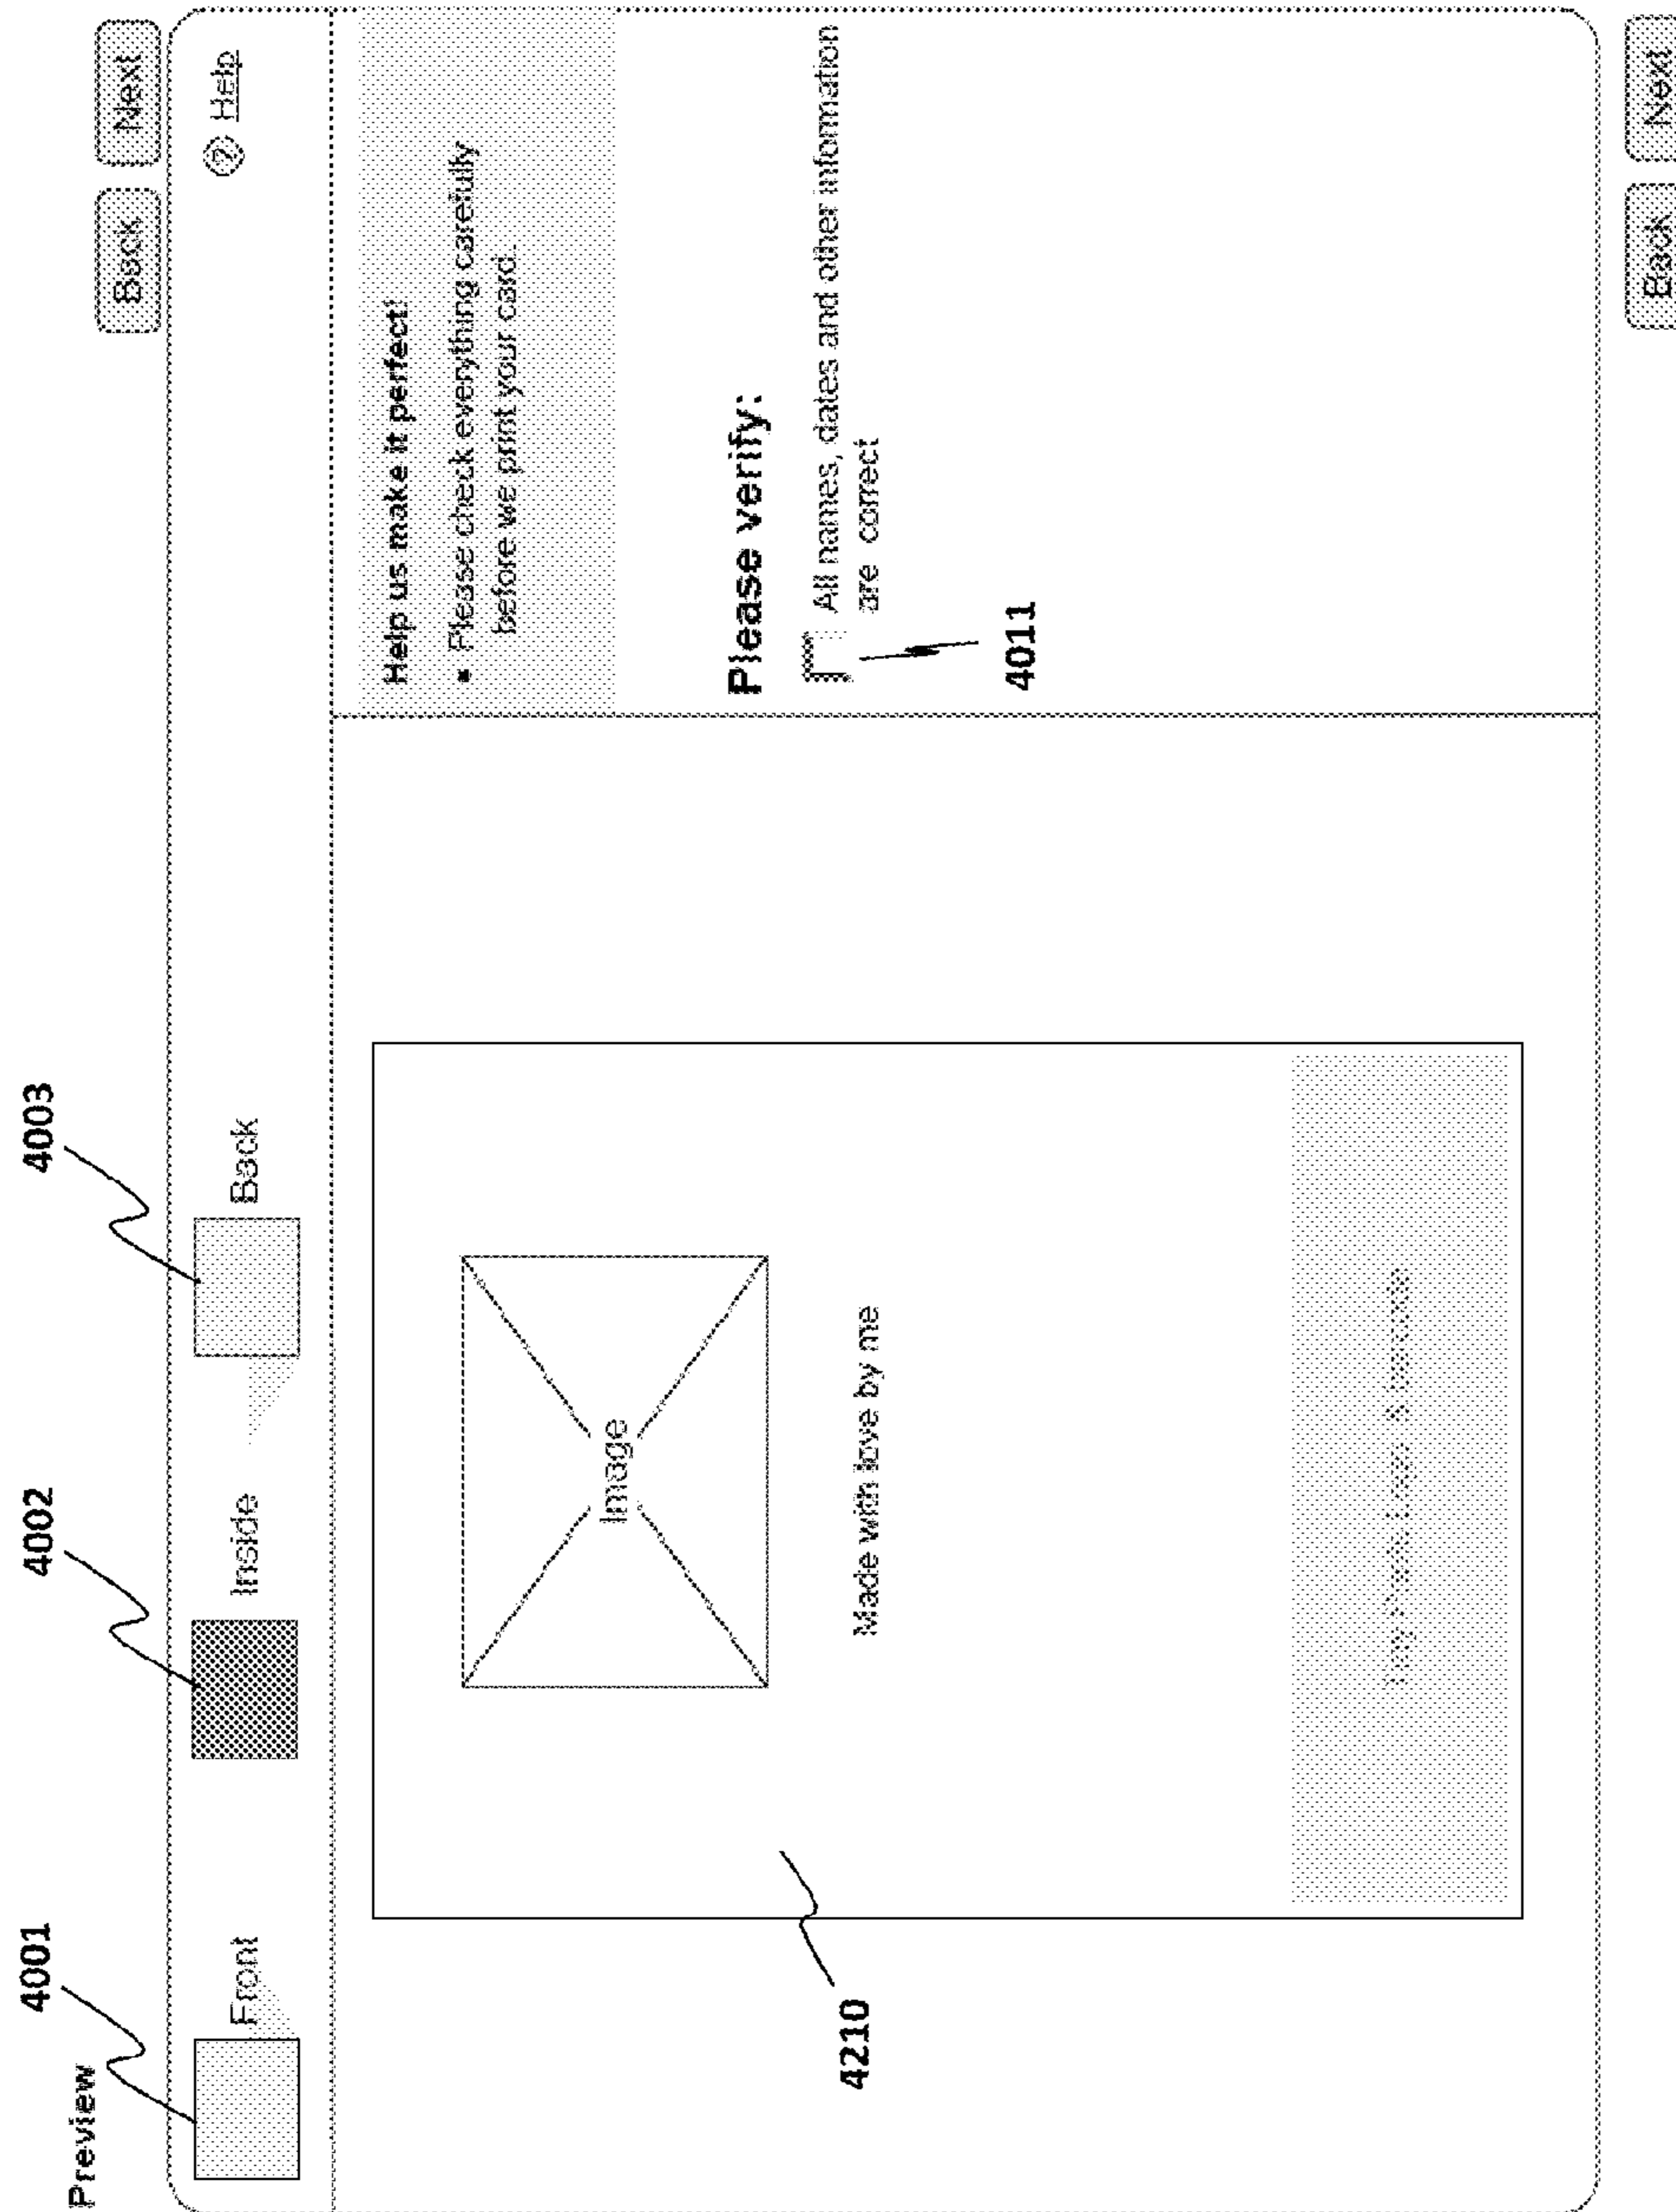 4001
4002
4003
Preview
Back
Next
Front
Inside
Back
? Help
Help us make it perfect!
▪ Please check everything carefully
before we print your card.
Image
Please verify:
All names, dates and other information
are correct
4011
Made with love by me
4210
Back
Next